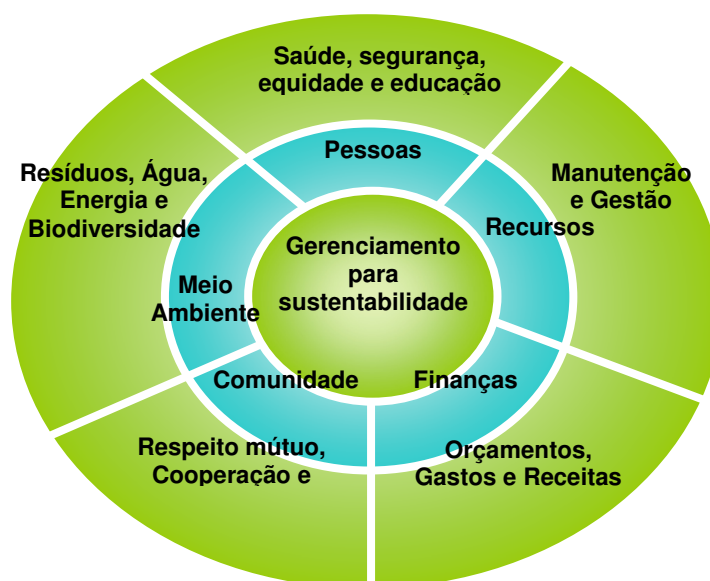 Saúde, segurança,
equidade e educação
Pessoas
Resíduos, Água,
Energia e
Biodiversidade
Manutenção
e Gestão
Recursos
Gerenciamento
para
sustentabilidade
Meio
Ambiente
Comunidade
Finanças
Respeito mútuo,
Cooperação e
Orçamentos,
Gastos e Receitas